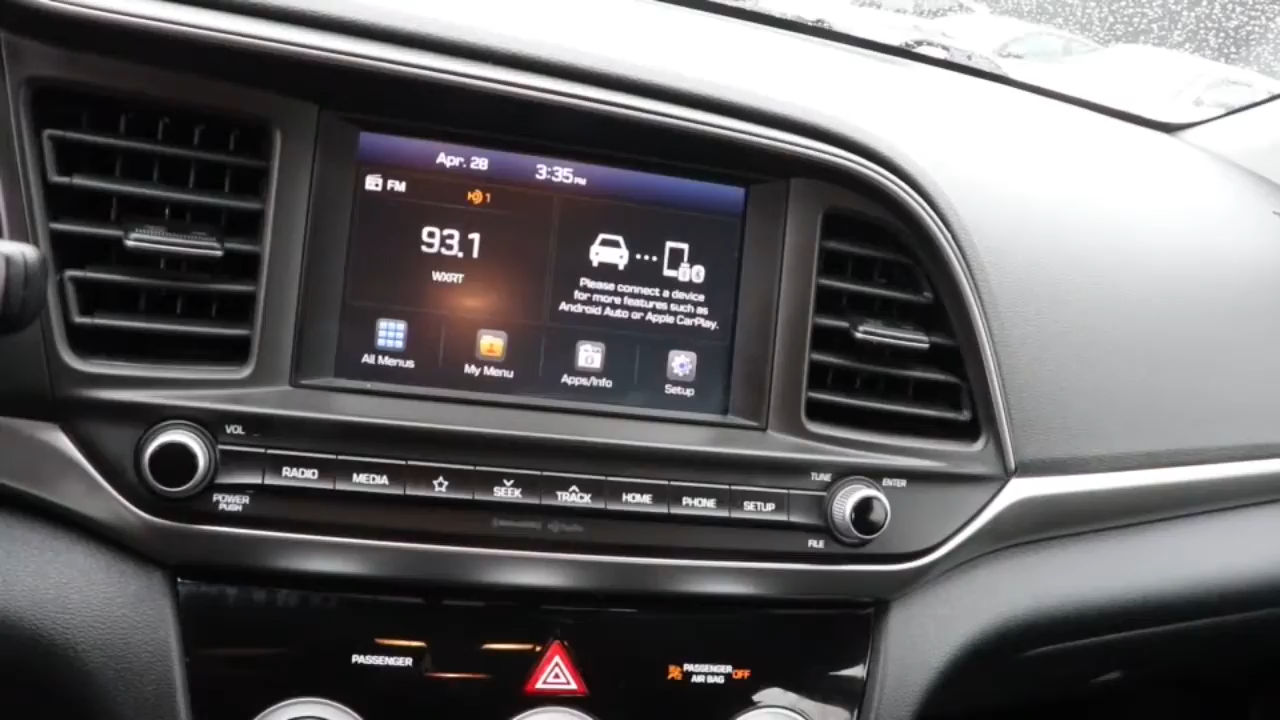 Apr. 28 3:35 PM
FM
1
93.1
WXRT
Please connect a device
for more features such as
Android Auto or Apple CarPlay.
All Menus
My Menu
Apps/Info
Setup
VOL
POWER
PUSH
RADIO
MEDIA
SEEK
TRACK
HOME
PHONE
SETUP
TUNE
ENTER
FILE
PASSENGER
PASSENGER
AIR BAG OFF